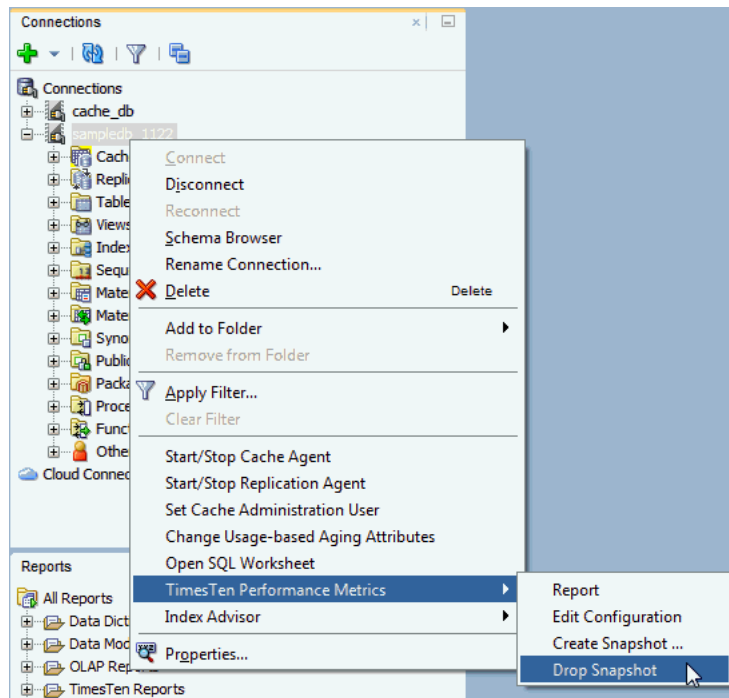 Connections
Connections
cache_db
sampledb_1122
Cach
Repli
Table
Views
Index
Sequ
Mate
Mate
Syno
Public
Packa
Proce
Funct
Othe
Cloud Connec
Connect
Disconnect
Reconnect
Schema Browser
Rename Connection...
Delete Delete
Add to Folder
Remove from Folder
Apply Filter...
Clear Filter
Start/Stop Cache Agent
Start/Stop Replication Agent
Set Cache Administration User
Change Usage-based Aging Attributes
Open SQL Worksheet
TimesTen Performance Metrics
Index Advisor
Properties...
Report
Edit Configuration
Create Snapshot ...
Drop Snapshot
Reports
All Reports
Data Dict
Data Mod
OLAP Rep
TimesTen Reports